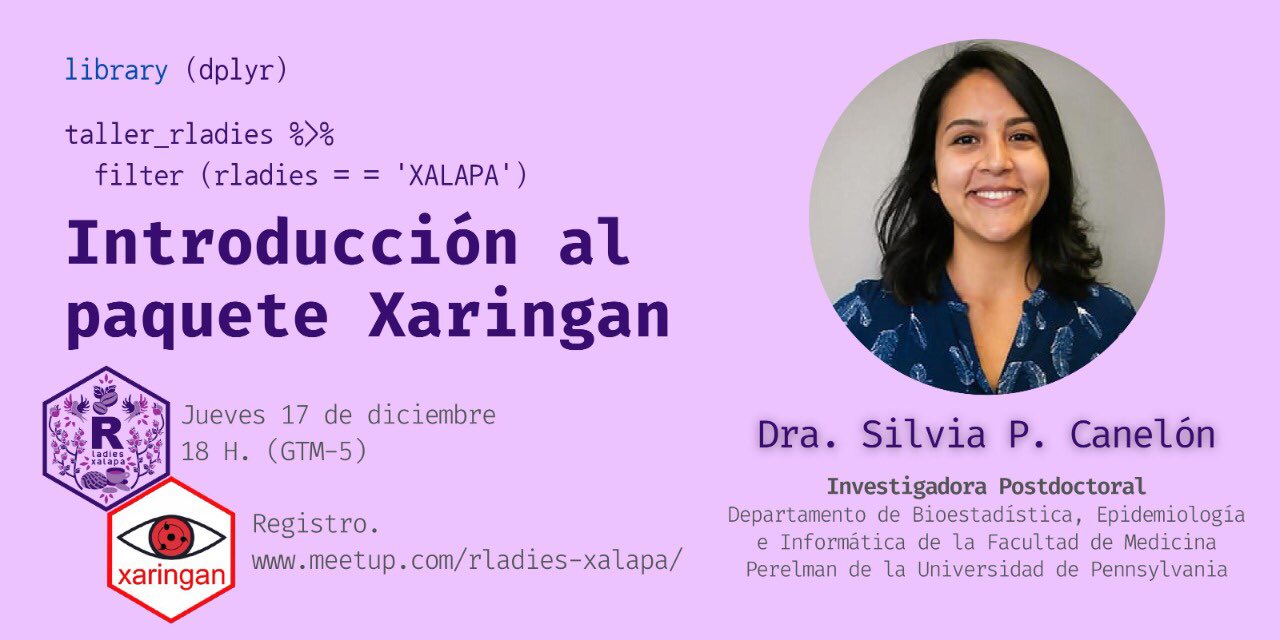 library (dplyr)
taller_rladies %>%
filter (rladies = = 'XALAPA')
Introducción al
paquete Xaringan
R
ladies
xalapa
Jueves 17 de diciembre
18 H. (GTM-5)
xaringan
Registro.
www.meetup.com/rladies-xalapa/
Dra. Silvia P. Canelón
Investigadora Postdoctoral
Departamento de Bioestadística, Epidemiología
e Informática de la Facultad de Medicina
Perelman de la Universidad de Pennsylvania